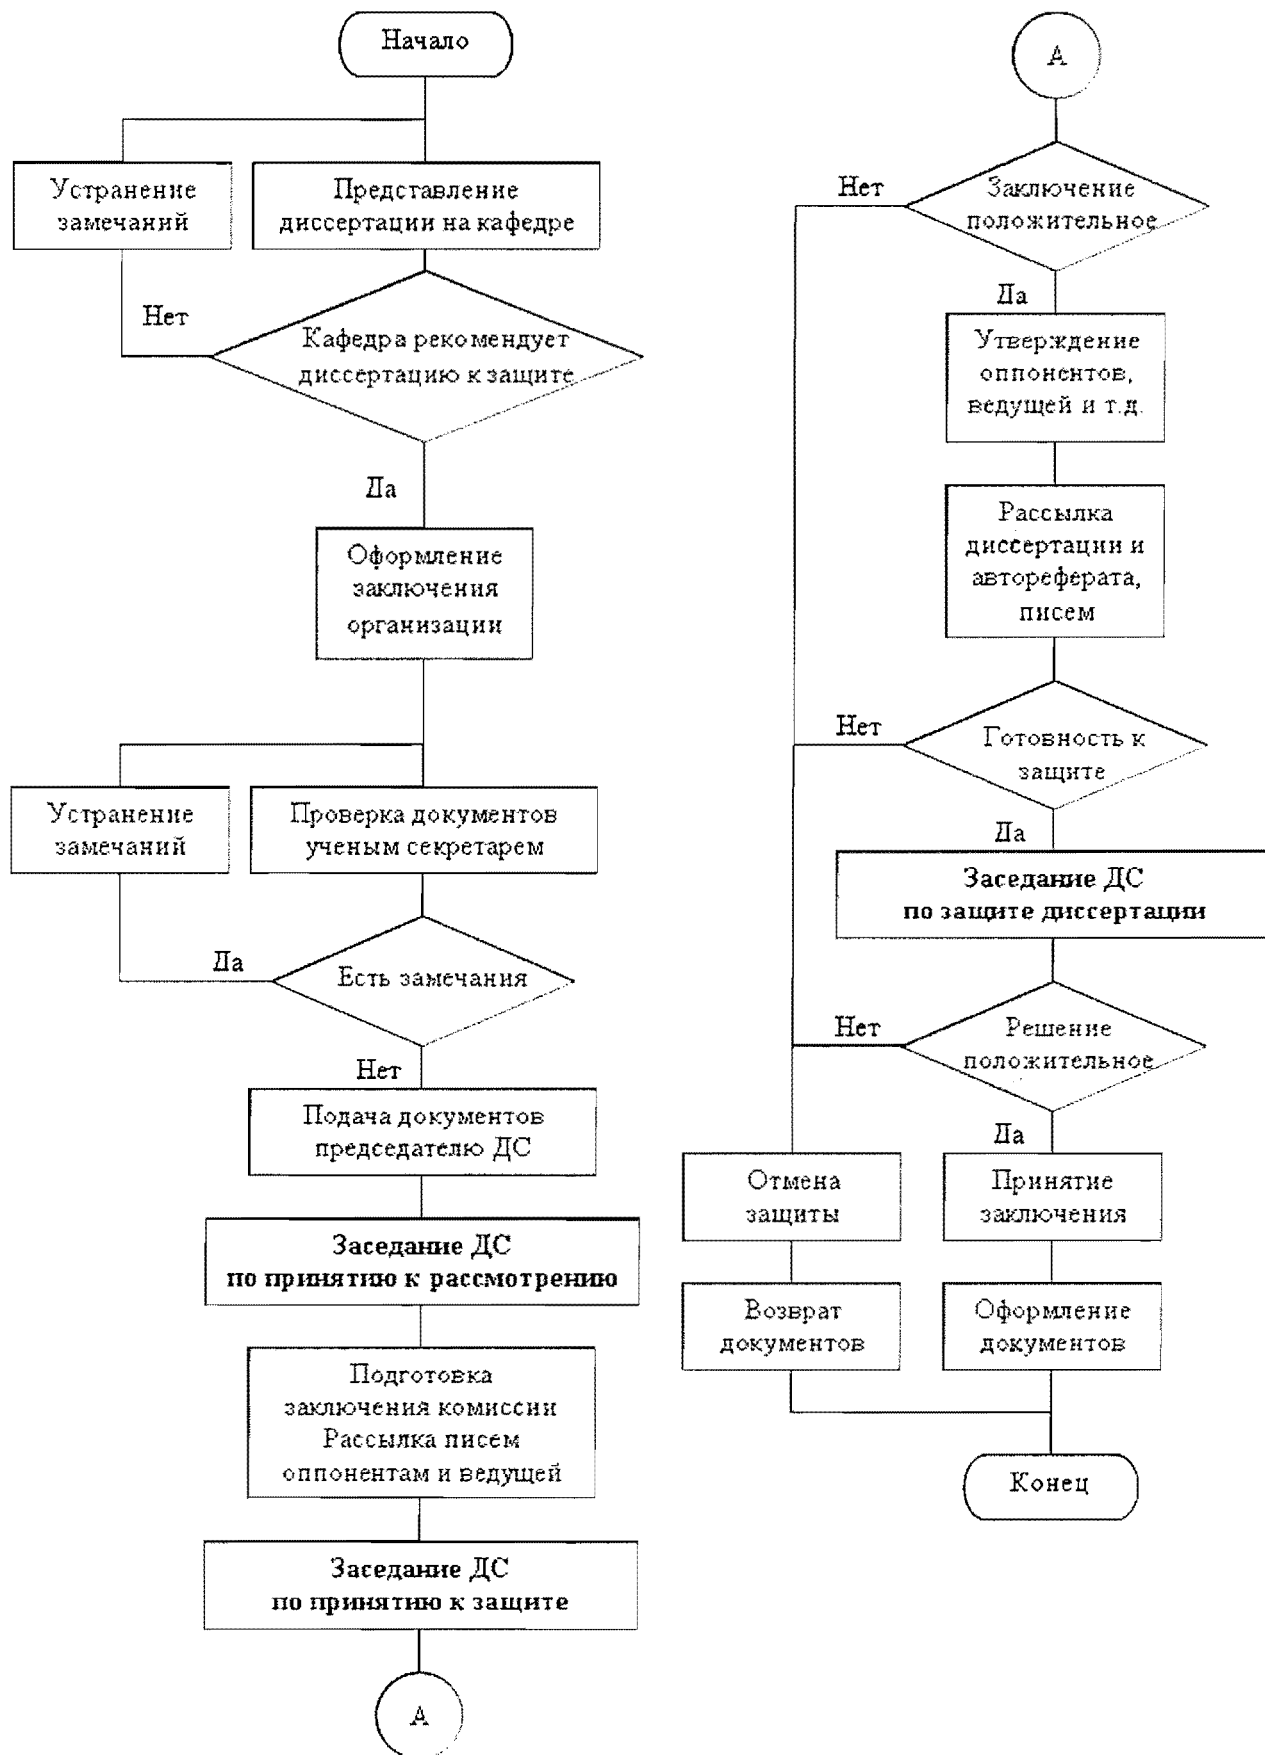 Начало
Устранение
замечаний
Представление
диссертации на кафедре
Нет
Кафедра рекомендует
диссертацию к защите
Да
Оформление
заключения
организации
Устранение
замечаний
Проверка документов
ученым секретарем
Да
Есть замечания
Нет
Подача документов
председателю ДС
Заседание ДС
по принятию к рассмотрению
Подготовка
заключения комиссии
Рассылка писем
оппонентам и ведущей
Заседание ДС
по принятию к защите
А
А
Нет
Заключение
положительное
Да
Утверждение
оппонентов,
ведущей и т.д.
Рассылка
диссертации и
автореферата,
писем
Нет
Готовность к
защите
Да
Заседание ДС
по защите диссертации
Нет
Решение
положительное
Да
Отмена
защиты
Принятие
заключения
Возврат
документов
Оформление
документов
Конец